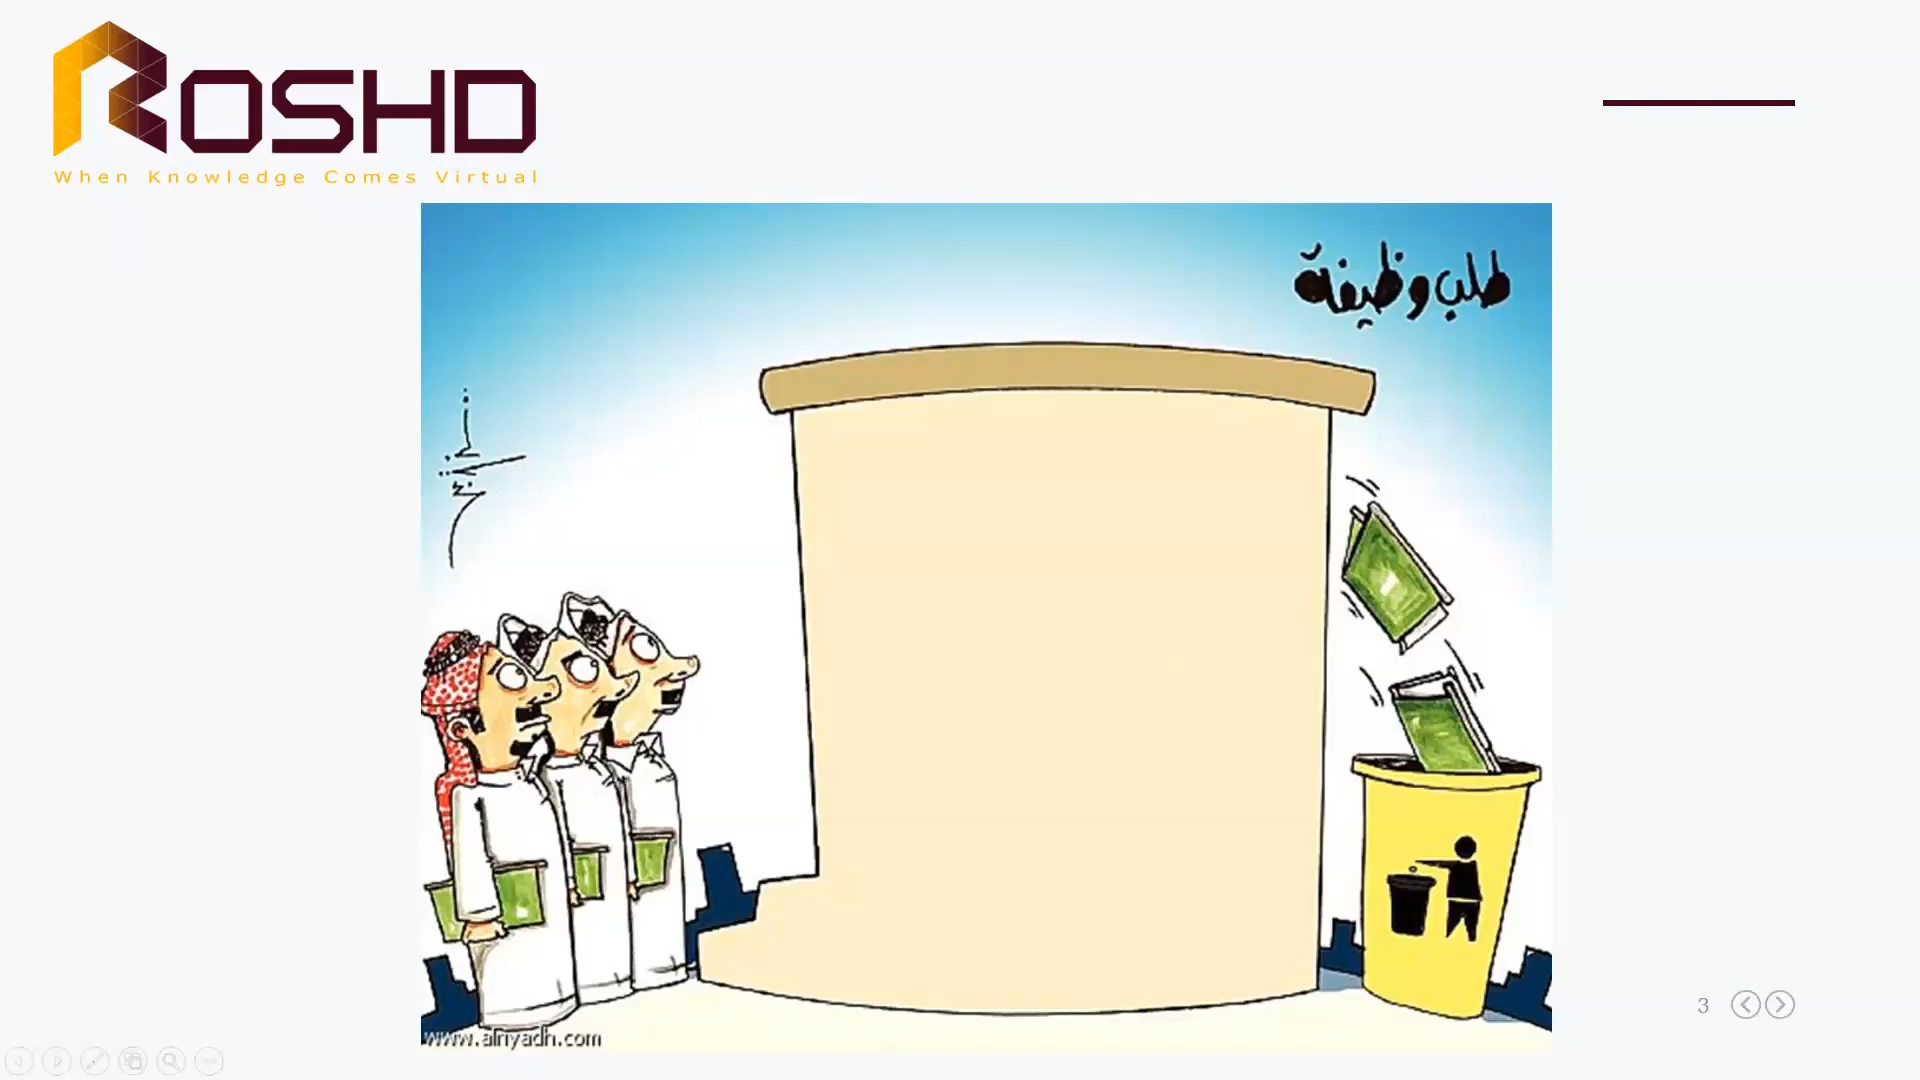 ROSHD
When Knowledge Comes Virtual
طلب وظيفة
www.alriyadh.com
3